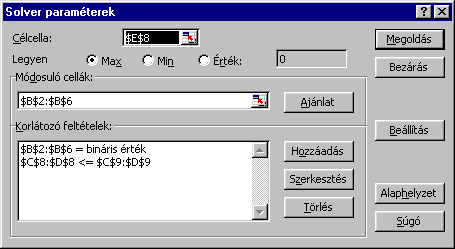 Solver paraméterek
Célcella: $E$8
Legyen Max Min Érték: 0
Módosuló cellák:
$B$2:$B$6
Ajánlat
Korlátozó feltételek:
$B$2:$B$6 = bináris érték
$C$8:$D$8 <= $C$9:$D$9
Hozzáadás
Szerkesztés
Törlés
Megoldás
Bezárás
Beállítás
Alaphelyzet
Súgó